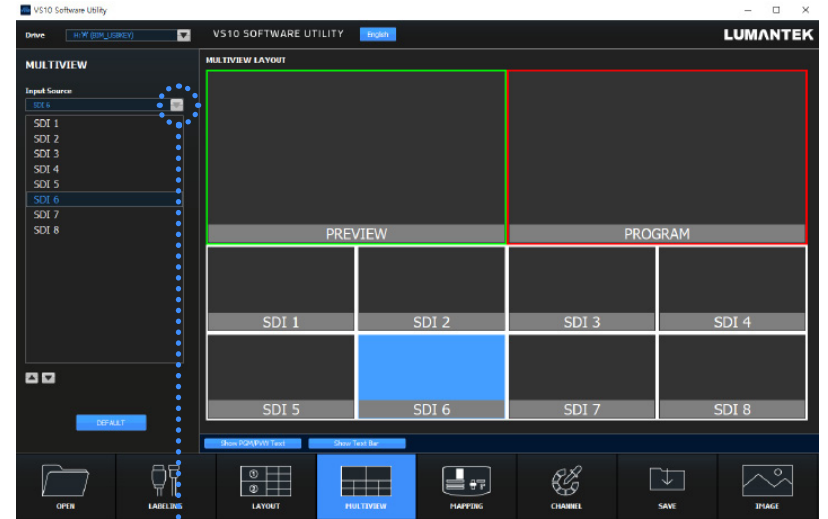 VS10 Software Utility
Drive
H:₩ (BIM_USBKEY)
VS10 SOFTWARE UTILITY
English
LUMANTEK
MULTIVIEW
MULTIVIEW LAYOUT
Input Source
SDI 6
SDI 1
SDI 2
SDI 3
SDI 4
SDI 5
SDI 6
SDI 7
SDI 8
DEFAULT
PREVIEW
PROGRAM
SDI 1
SDI 2
SDI 3
SDI 4
SDI 5
SDI 6
SDI 7
SDI 8
Show PGM/PVW Text
Show Text Bar
OPEN
LABELING
LAYOUT
MULTIVIEW
MAPPING
CHANNEL
SAVE
IMAGE